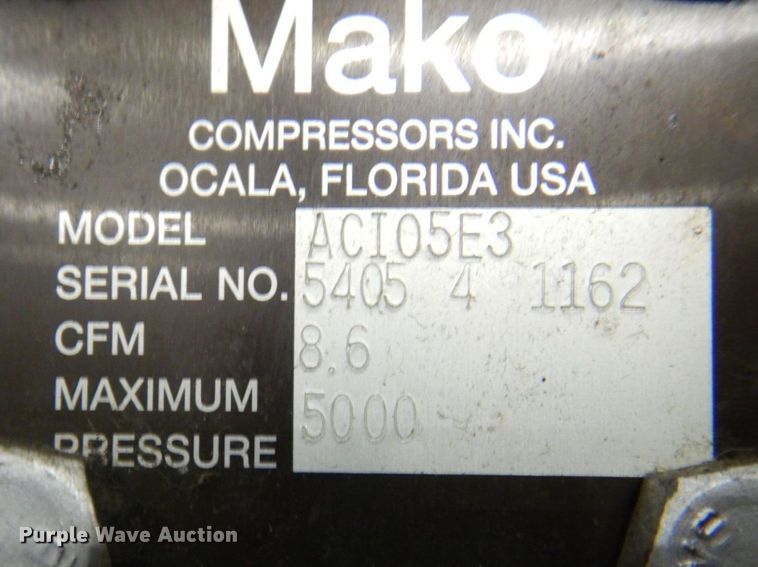 Mako
COMPRESSORS INC.
OCALA, FLORIDA USA
MODEL ACI05E3
SERIAL NO. 5405 4 1162
CFM 8.6
MAXIMUM 5000
PRESSURE
Purple Wave Auction